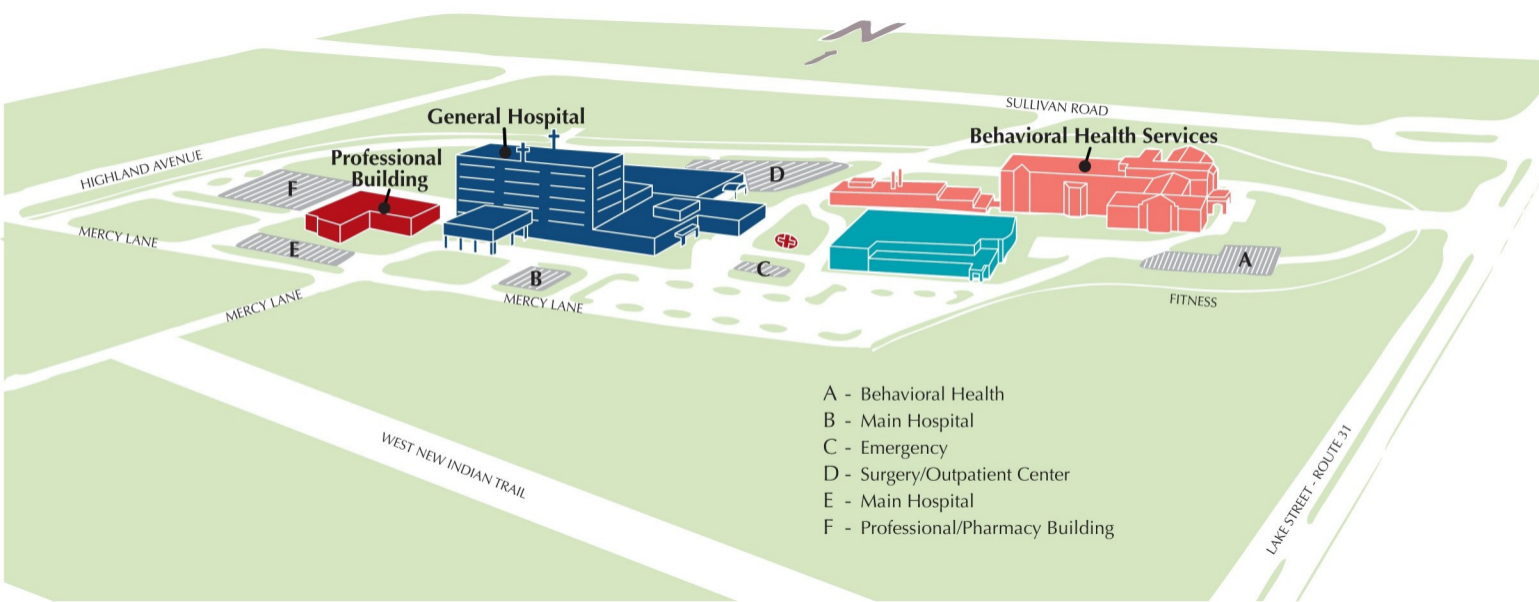 N
SULLIVAN ROAD
General Hospital
Behavioral Health Services
Professional
Building
HIGHLAND AVENUE
D
F
MERCY LANE
E
C
A
B
MERCY LANE
MERCY LANE
FITNESS
A - Behavioral Health
B - Main Hospital
C - Emergency
D - Surgery/Outpatient Center
E - Main Hospital
F - Professional/Pharmacy Building
WEST NEW INDIAN TRAIL
LAKE STREET - ROUTE 31